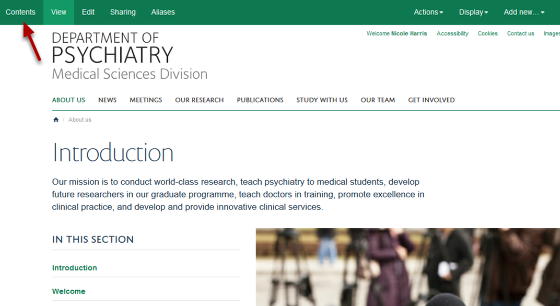 Contents View Edit Sharing Aliases Actions Display Add new...
Welcome Nicole Harris Accessibility Cookies Contact us Images
DEPARTMENT OF
PSYCHIATRY
Medical Sciences Division
ABOUT US NEWS MEETINGS OUR RESEARCH PUBLICATIONS STUDY WITH US OUR TEAM GET INVOLVED
/ About us
Introduction
Our mission is to conduct world-class research, teach psychiatry to medical students, develop
future researchers in our graduate programme, teach doctors in training, promote excellence in
clinical practice, and develop and provide innovative clinical services.
IN THIS SECTION
Introduction
Welcome